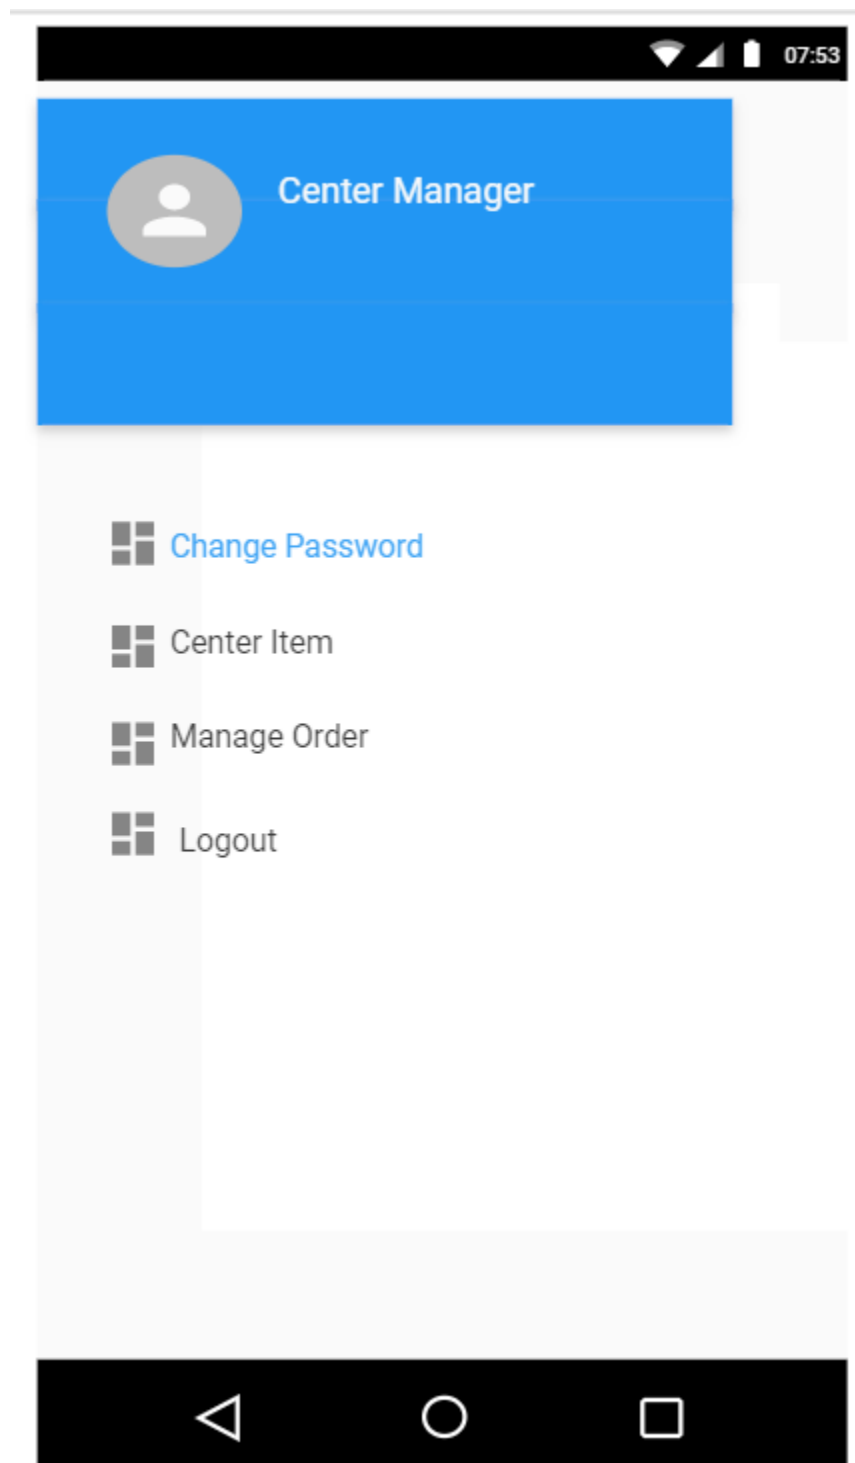 07:53
Center Manager
Change Password
Center Item
Manage Order
Logout